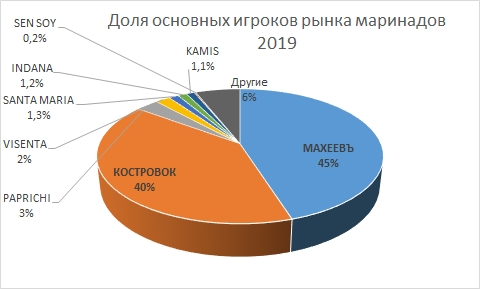 Доля основных игроков рынка маринадов
2019
SEN SOY
0,2%
KAMIS
1,1%
INDANA
1,2%
Другие
6%
SANTA MARIA
1,3%
VISENTA
2%
МАХЕЕВЪ
45%
КОСТРОВОК
40%
PAPRICHI
3%